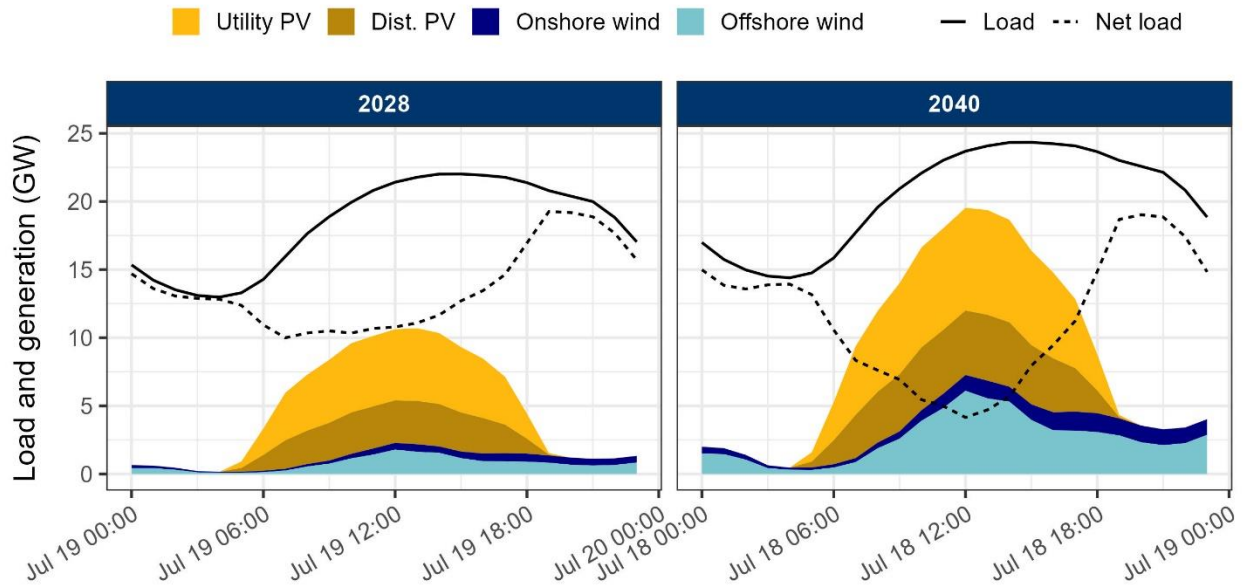 Utility PV Dist. PV Onshore wind Offshore wind Load Net load
2028 2040
Load and generation (GW)
25
20
15
10
5
0
Jul 19 00:00 Jul 19 06:00 Jul 19 12:00 Jul 19 18:00 Jul 20 00:00 Jul 18 00:00 Jul 18 06:00 Jul 18 12:00 Jul 18 18:00 Jul 19 00:00